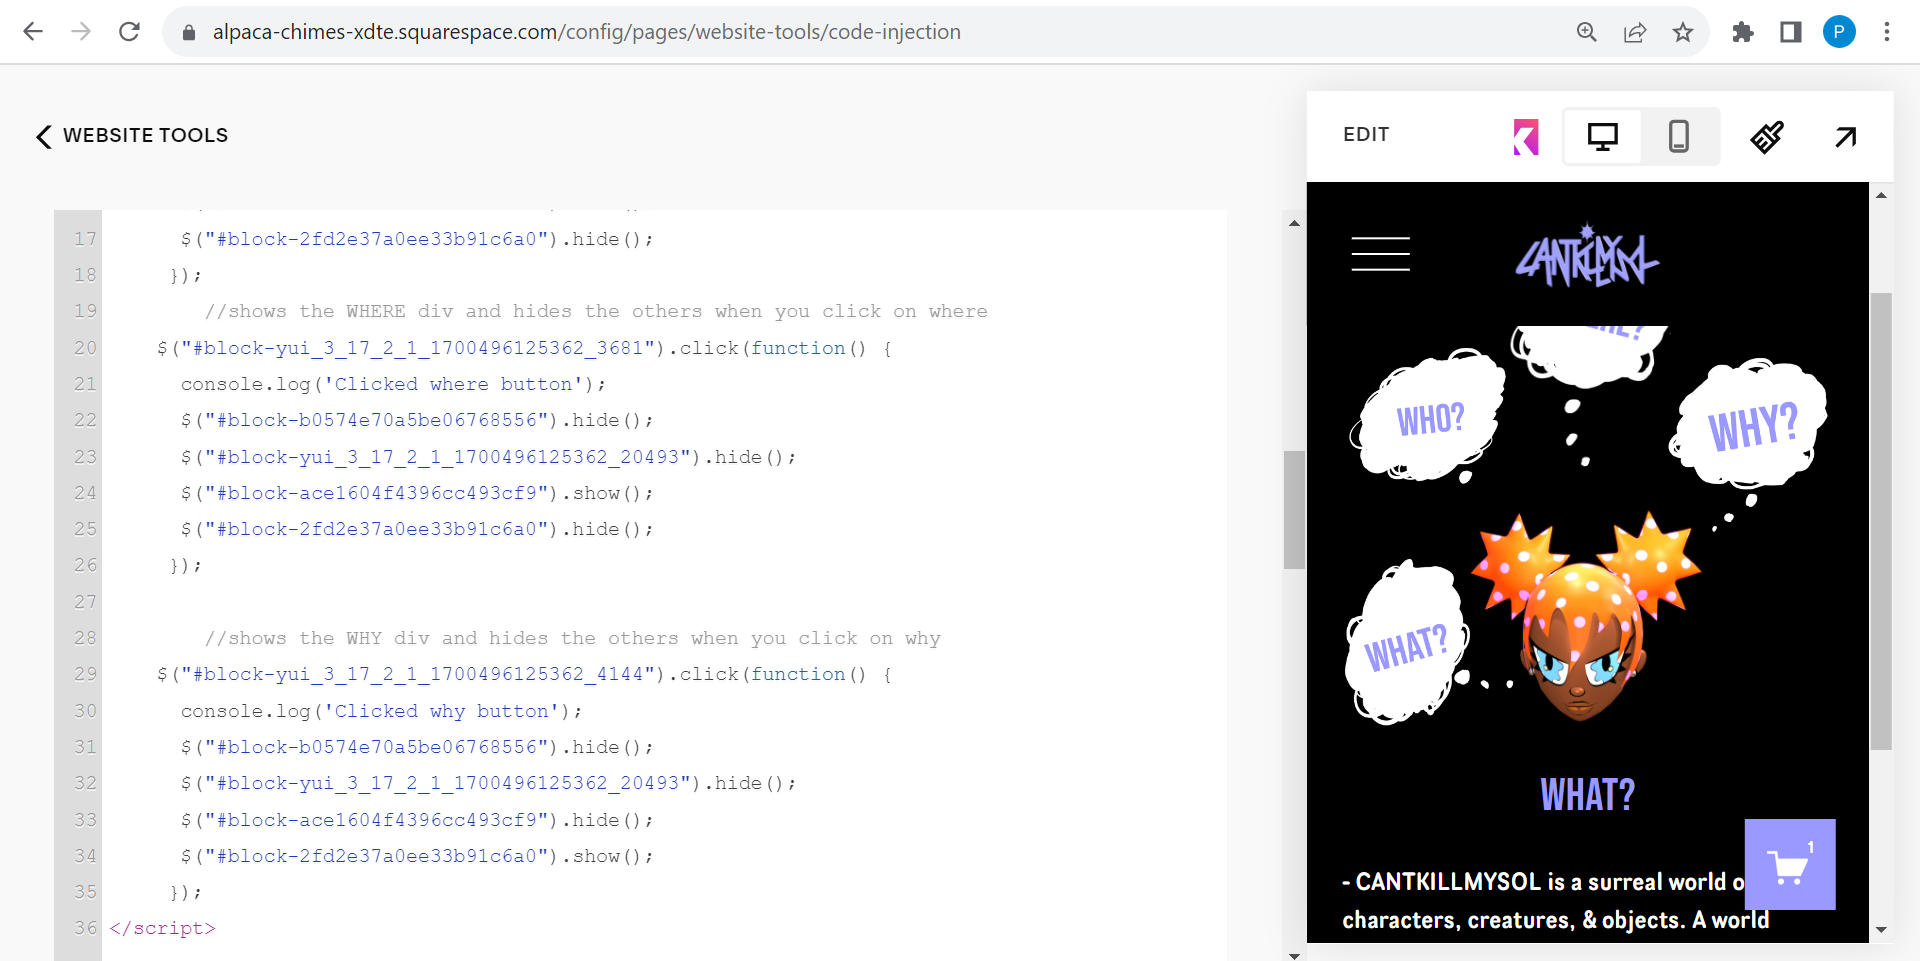 alpaca-chimes-xdte.squarespace.com/config/pages/website-tools/code-injection
P
WEBSITE TOOLS
17 $("#block-2fd2e37a0ee33b91c6a0").hide();
18 });
19 //shows the WHERE div and hides the others when you click on where
20 $("#block-yui_3_17_2_1_1700496125362_3681").click(function() {
21 console.log('Clicked where button');
22 $("#block-b0574e70a5be06768556").hide();
23 $("#block-yui_3_17_2_1_1700496125362_20493").hide();
24 $("#block-ace1604f4396cc493cf9").show();
25 $("#block-2fd2e37a0ee33b91c6a0").hide();
26 });
27
28 //shows the WHY div and hides the others when you click on why
29 $("#block-yui_3_17_2_1_1700496125362_4144").click(function() {
30 console.log('Clicked why button');
31 $("#block-b0574e70a5be06768556").hide();
32 $("#block-yui_3_17_2_1_1700496125362_20493").hide();
33 $("#block-ace1604f4396cc493cf9").hide();
34 $("#block-2fd2e37a0ee33b91c6a0").show();
35 });
36 </script>
EDIT
CANTKILLMYSOL
WHO?
WHY?
WHAT?
WHAT?
1
- CANTKILLMYSOL is a surreal world o
characters, creatures, & objects. A world